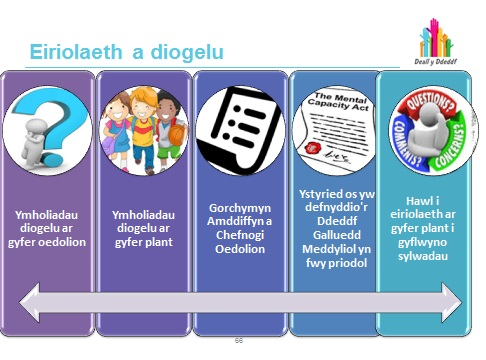 Eiriolaeth a diogelu
Deall y Ddeddf
The Mental
Capacity Act
QUESTIONS?
COMMENTS?
CONCERNS?
Ymholiadau
diogelu ar
gyfer oedolion
Ymholiadau
diogelu ar
gyfer plant
Gorchymyn
Amddiffyn a
Chefnogi
Oedolion
Ystyried os yw
defnyddio'r
Ddeddf
Galluedd
Meddyliol yn
fwy priodol
Hawl i
eiriolaeth ar
gyfer plant i
gyflwyno
sylwadau
66